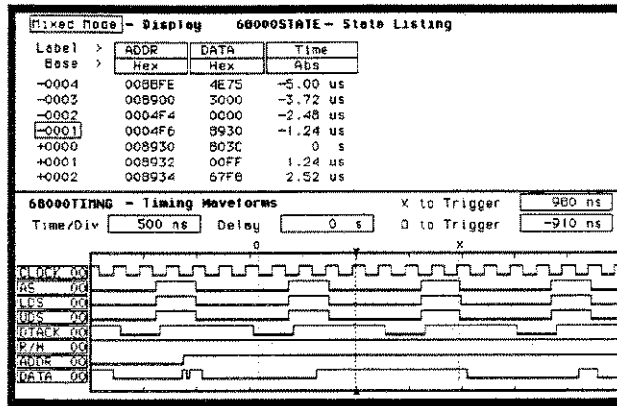 Mixed Mode - Display 68000STATE - State Listing
Label > ADDR DATA Time
Base > Hex Hex Abs
-0004 00BBFE 4E75 -5.00 us
-0003 008900 3000 -3.72 us
-0002 0004F4 0000 -2.48 us
-0001 0004F6 8930 -1.24 us
+0000 008930 B03C 0 s
+0001 008932 00FF 1.24 us
+0002 008934 67F8 2.52 us
68000TIMNG - Timing Waveforms X to Trigger 980 ns
Time/Div 500 ns Delay 0 s O to Trigger -910 ns
O X
CLOCK 00
AS 00
LDS 00
UDS 00
DTACK 00
R/W 00
ADDR 00
DATA 00